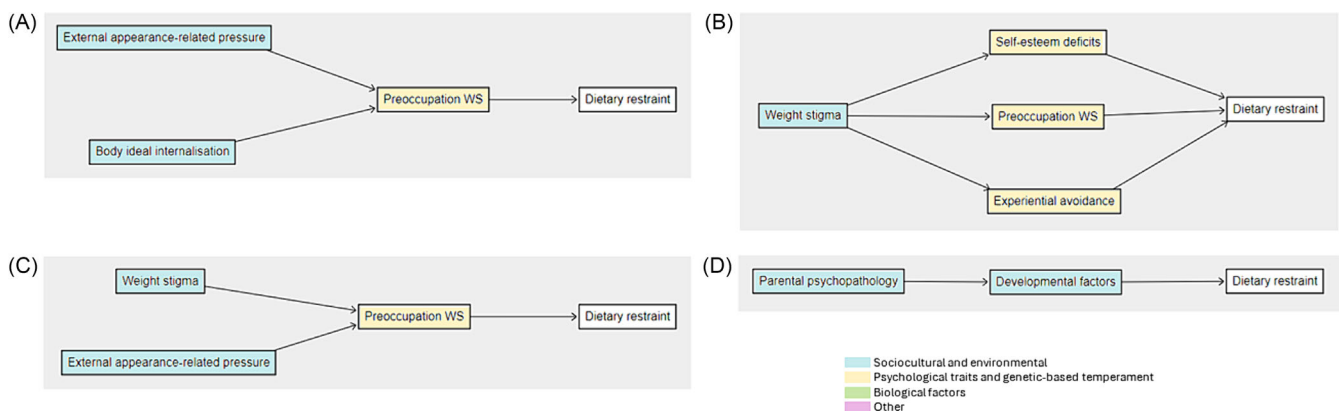 (A)
External appearance-related pressure
Preoccupation WS
Dietary restraint
Body ideal internalisation
(B)
Self-esteem deficits
Weight stigma
Preoccupation WS
Dietary restraint
Experiential avoidance
(C)
Weight stigma
Preoccupation WS
Dietary restraint
External appearance-related pressure
(D)
Parental psychopathology
Developmental factors
Dietary restraint
Sociocultural and environmental
Psychological traits and genetic-based temperament
Biological factors
Other